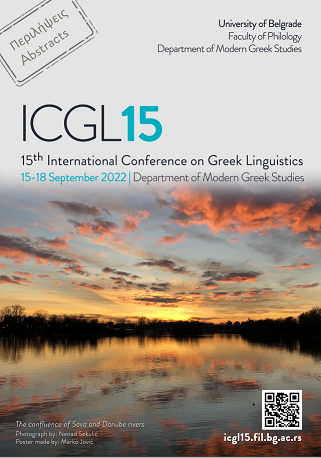 Περιλήψεις
Abstracts
University of Belgrade
Faculty of Philology
Department of Modern Greek Studies
ICGL15
15th International Conference on Greek Linguistics
15-18 September 2022 | Department of Modern Greek Studies
The confluence of Sava and Danube rivers
Photograph by: Nenad Sekulić
Poster made by: Marko Jović
icgl15.fil.bg.ac.rs